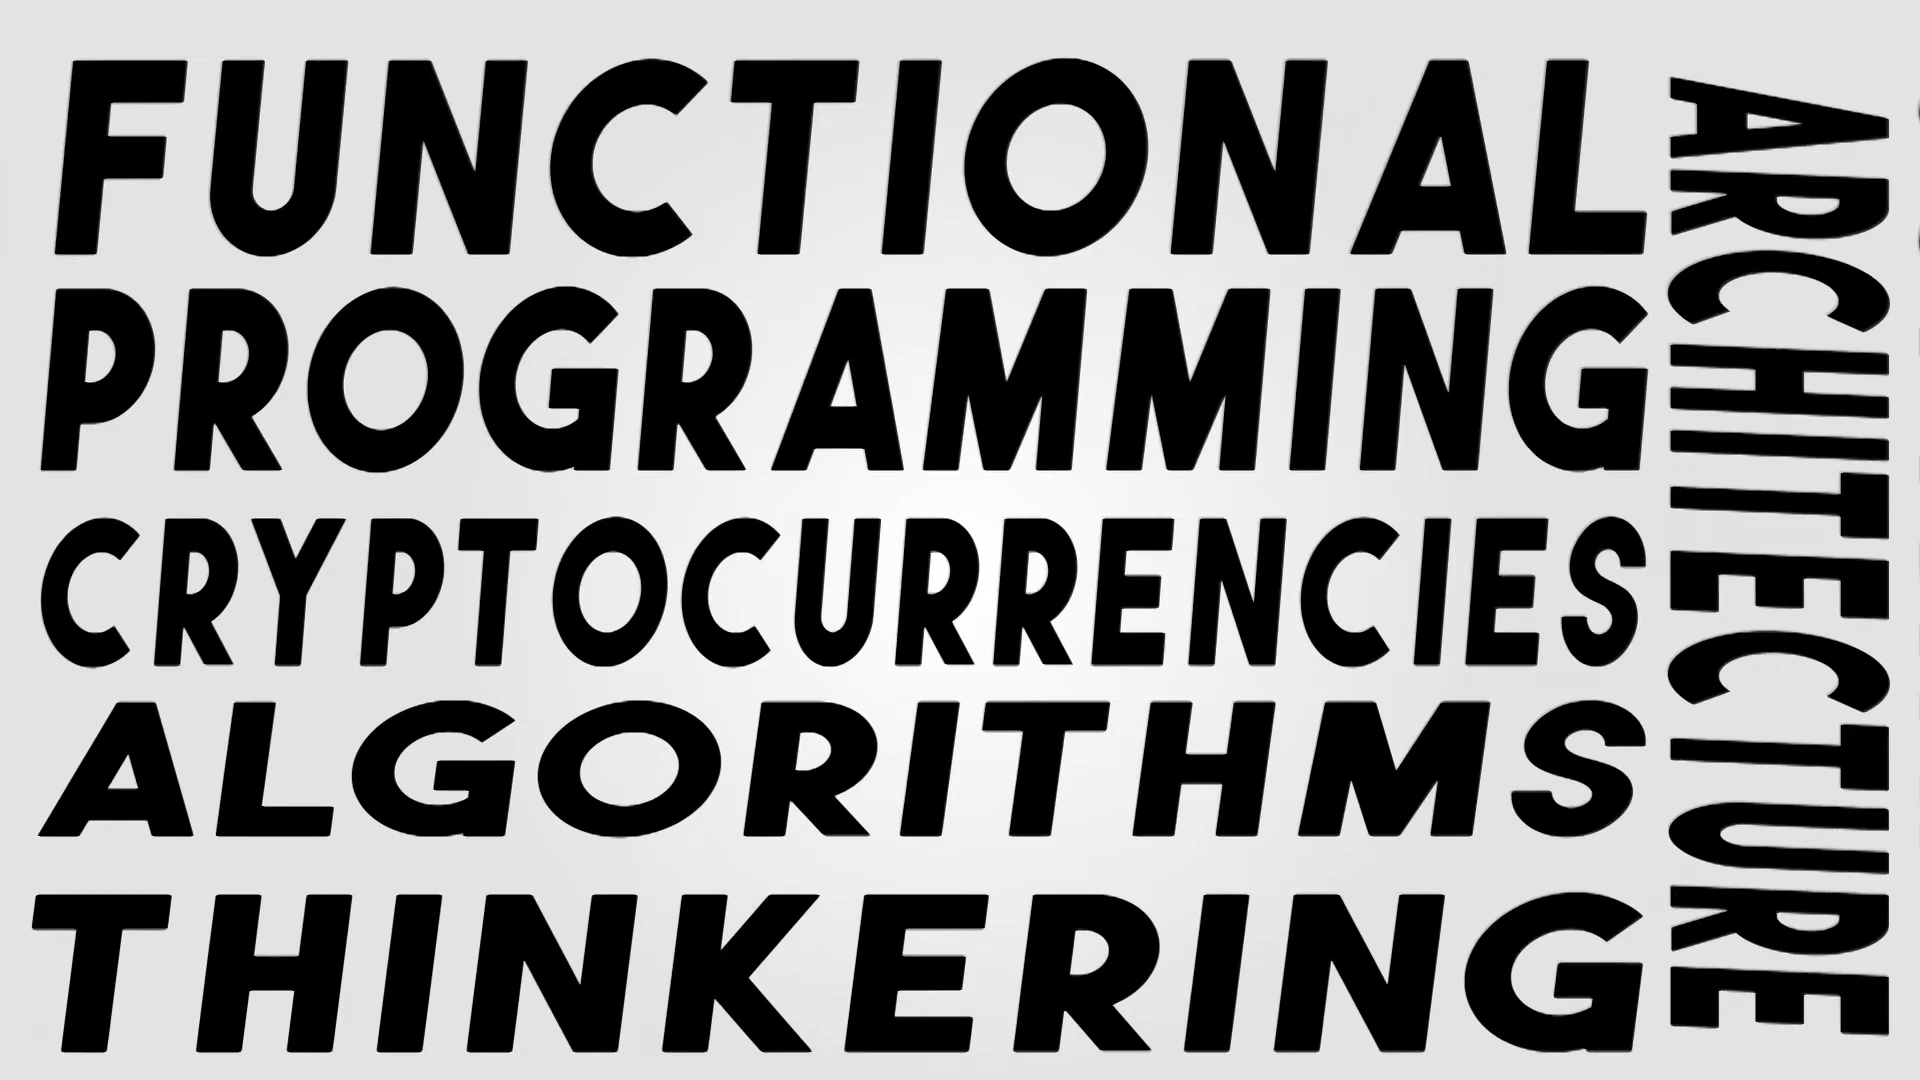 FUNCTIONAL
PROGRAMMING
CRYPTOCURRENCIES
ALGORITHMS
THINKERING
ARCHITECTURE